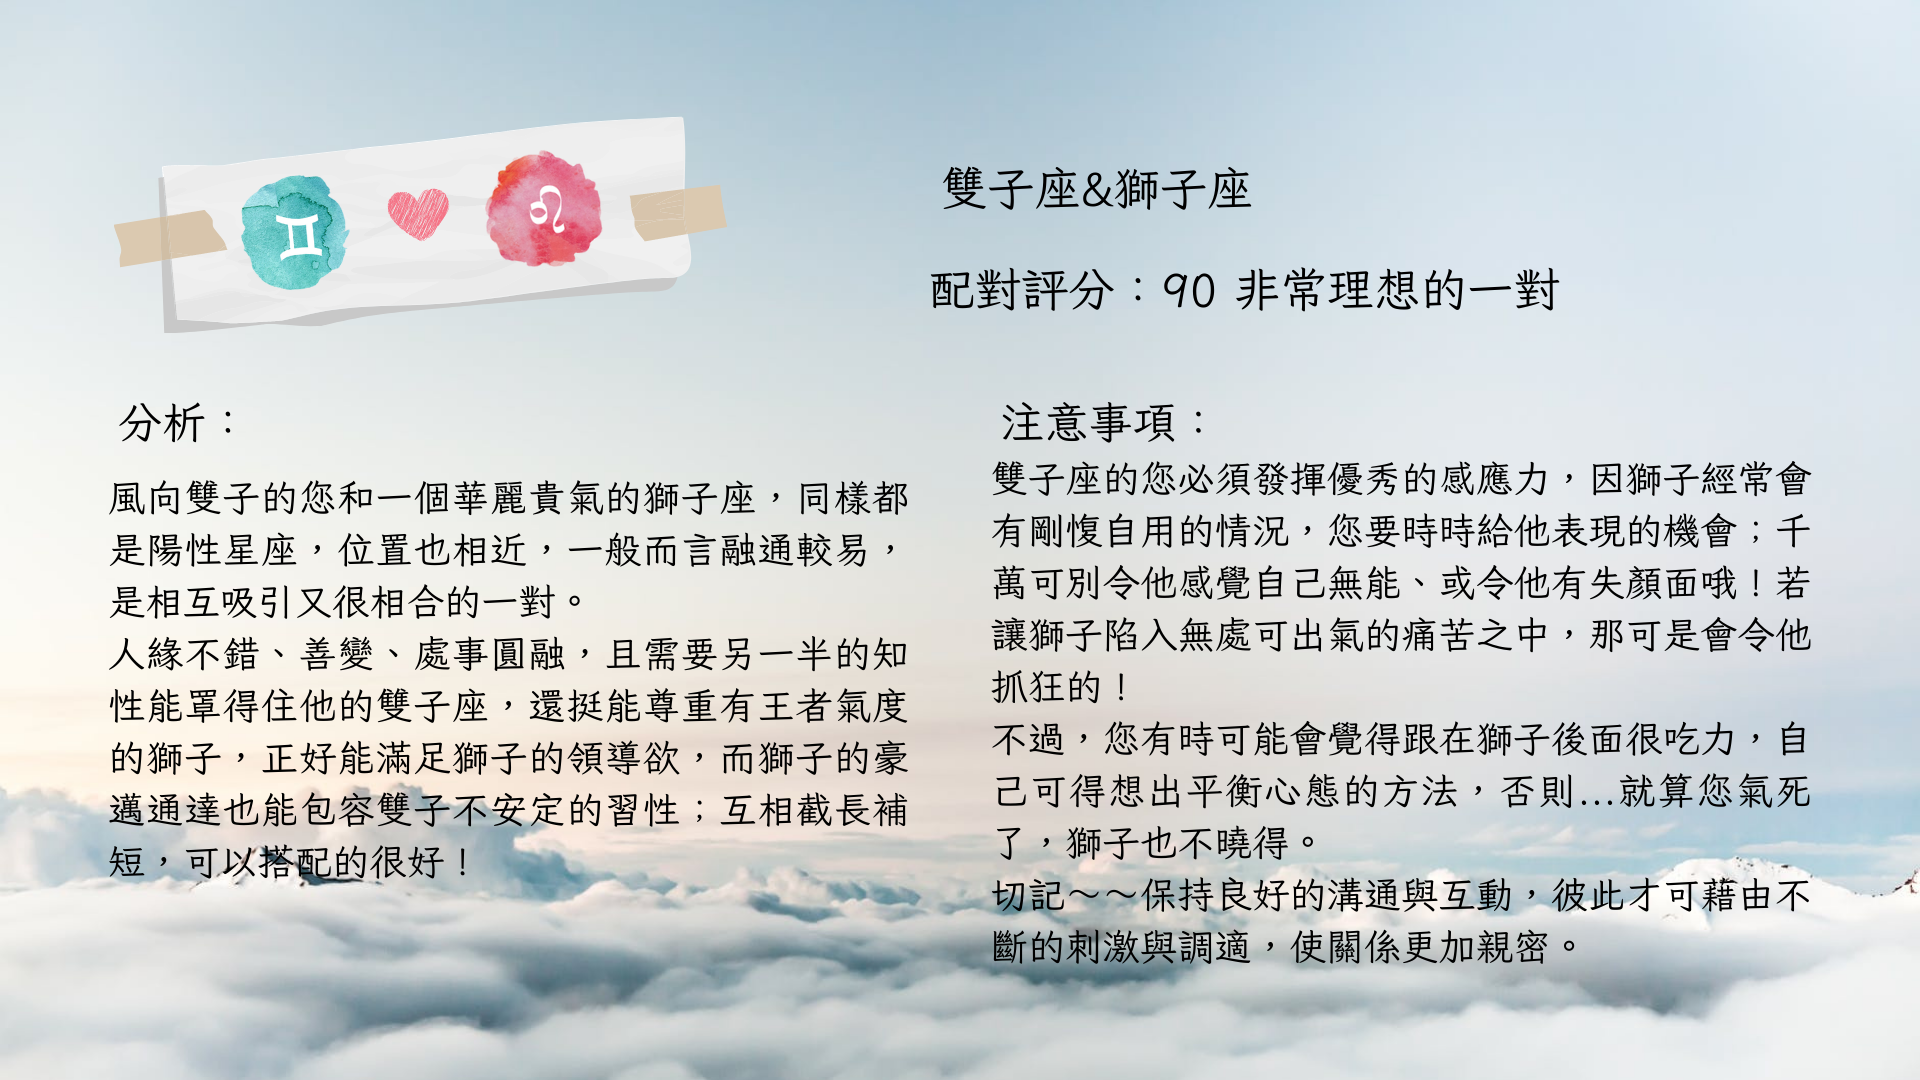 雙子座&獅子座
配對評分：90 非常理想的一對
分析：
風向雙子的您和一個華麗貴氣的獅子座，同樣都
是陽性星座，位置也相近，一般而言融通較易，
是相互吸引又很相合的一對。
人緣不錯、善變、處事圓融，且需要另一半的知
性能罩得住他的雙子座，還挺能尊重有王者氣度
的獅子，正好能滿足獅子的領導欲，而獅子的豪
邁通達也能包容雙子不安定的習性；互相截長補
短，可以搭配的很好！
注意事項：
雙子座的您必須發揮優秀的感應力，因獅子經常會
有剛愎自用的情況，您要時時給他表現的機會；千
萬可別令他感覺自己無能、或令他有失顏面哦！若
讓獅子陷入無處可出氣的痛苦之中，那可是會令他
抓狂的！
不過，您有時可能會覺得跟在獅子後面很吃力，自
己可得想出平衡心態的方法，否則...就算您氣死
了，獅子也不曉得。
切記～～保持良好的溝通與互動，彼此才可藉由不
斷的刺激與調適，使關係更加親密。